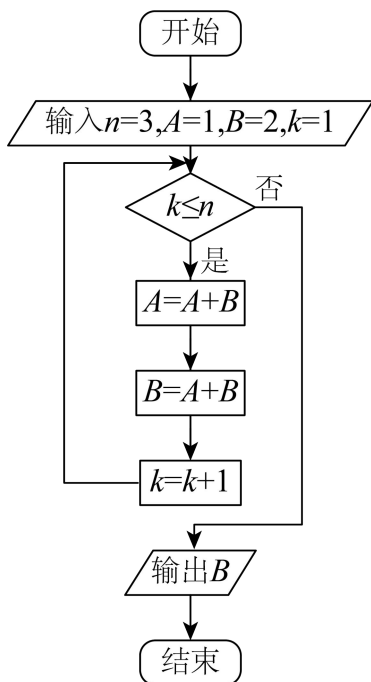 开始
输入n=3,A=1,B=2,k=1
k≤n
否
是
A=A+B
B=A+B
k=k+1
输出B
结束